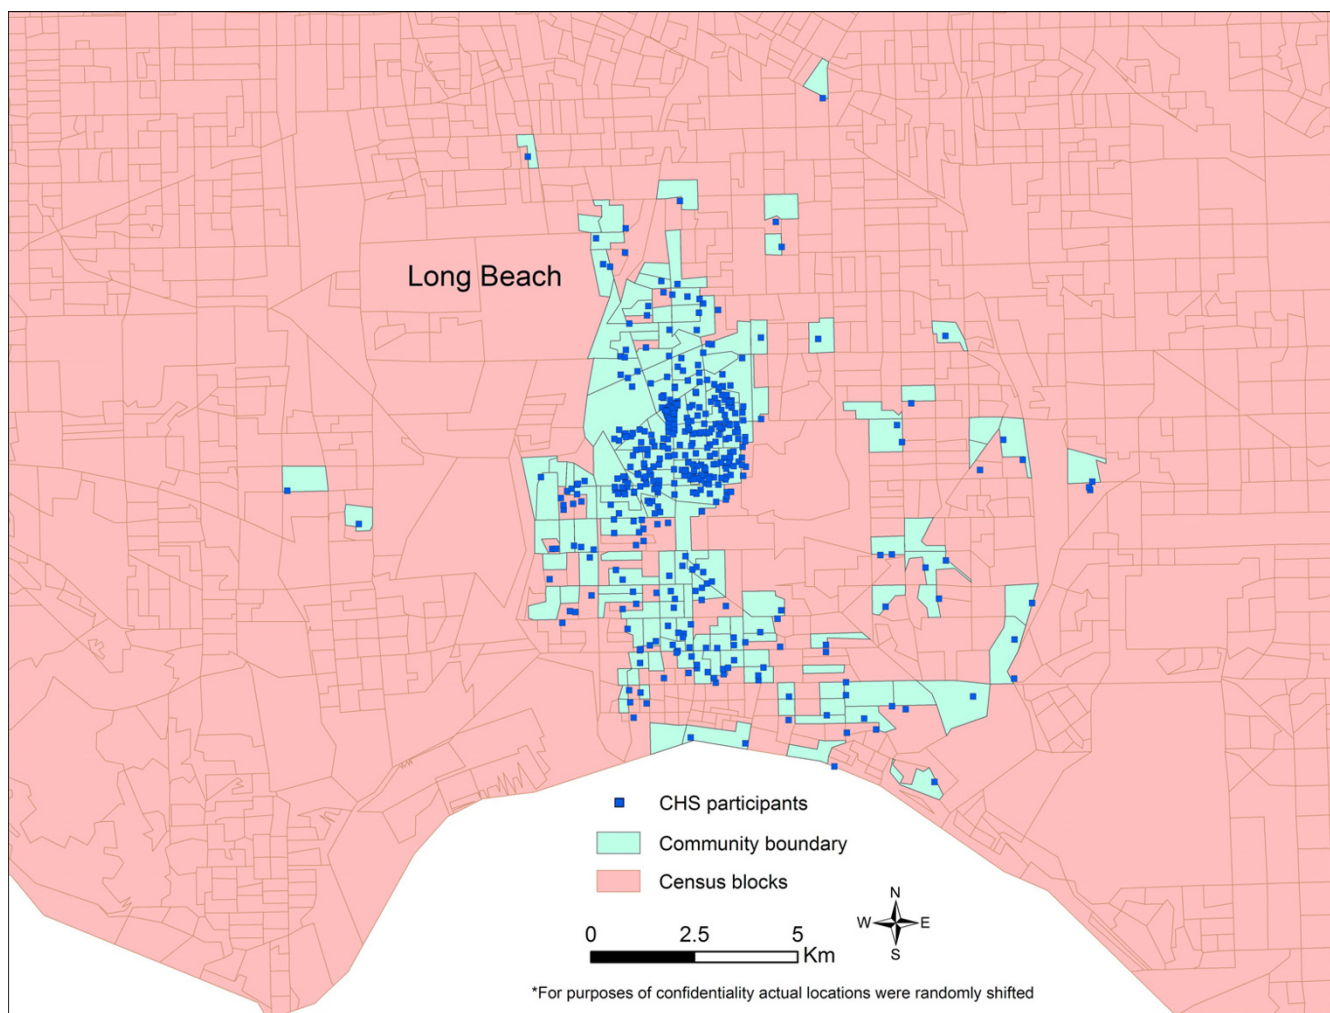 Long Beach
CHS participants
Community boundary
Census blocks
N
W E
S
0 2.5 5
Km
*For purposes of confidentiality actual locations were randomly shifted